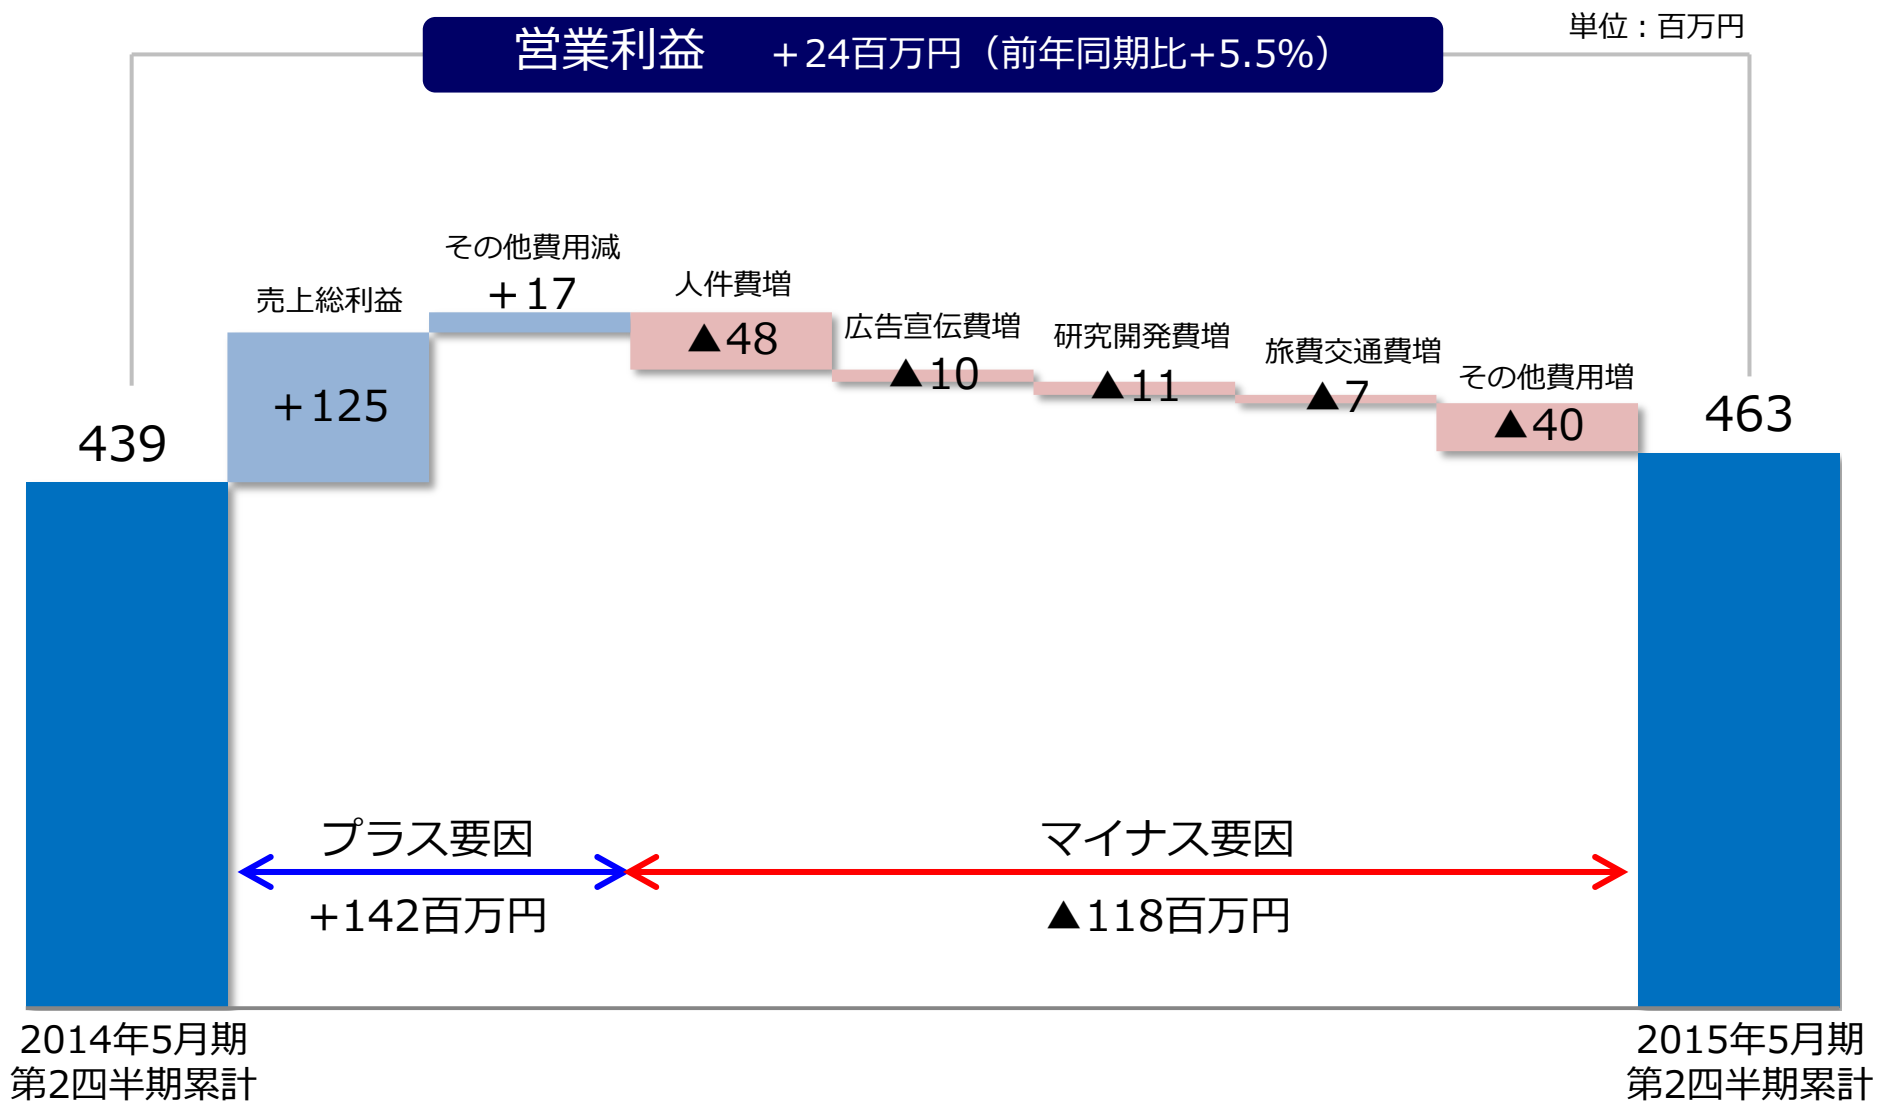 単位：百万円
営業利益　＋24百万円（前年同期比+5.5%）
439
売上総利益
＋125
その他費用減
＋17
人件費増
▲48
広告宣伝費増
▲10
研究開発費増
▲11
旅費交通費増
▲7
その他費用増
▲40
463
プラス要因
+142百万円
マイナス要因
▲118百万円
2014年5月期
第2四半期累計
2015年5月期
第2四半期累計